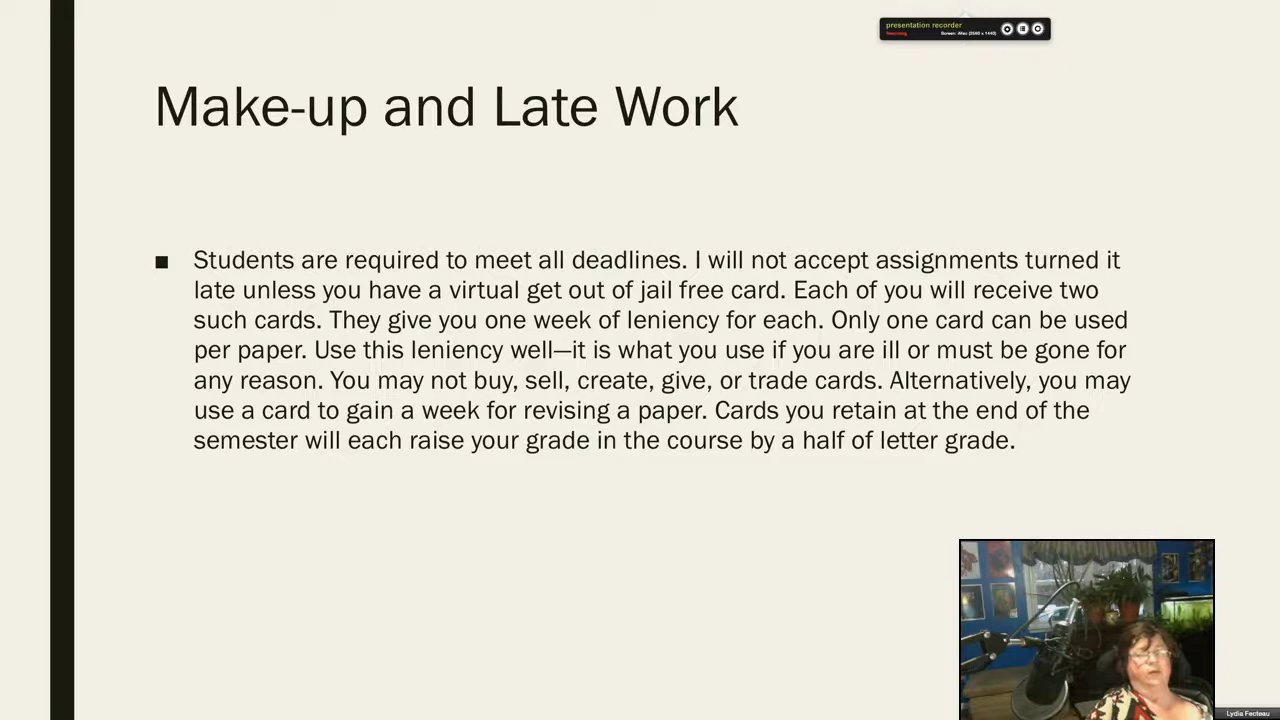 presentation recorder
Recording
Screen: iMac (2560 x 1440)
Make-up and Late Work
■ Students are required to meet all deadlines. I will not accept assignments turned it
late unless you have a virtual get out of jail free card. Each of you will receive two
such cards. They give you one week of leniency for each. Only one card can be used
per paper. Use this leniency well—it is what you use if you are ill or must be gone for
any reason. You may not buy, sell, create, give, or trade cards. Alternatively, you may
use a card to gain a week for revising a paper. Cards you retain at the end of the
semester will each raise your grade in the course by a half of letter grade.
Lydia Fecteau